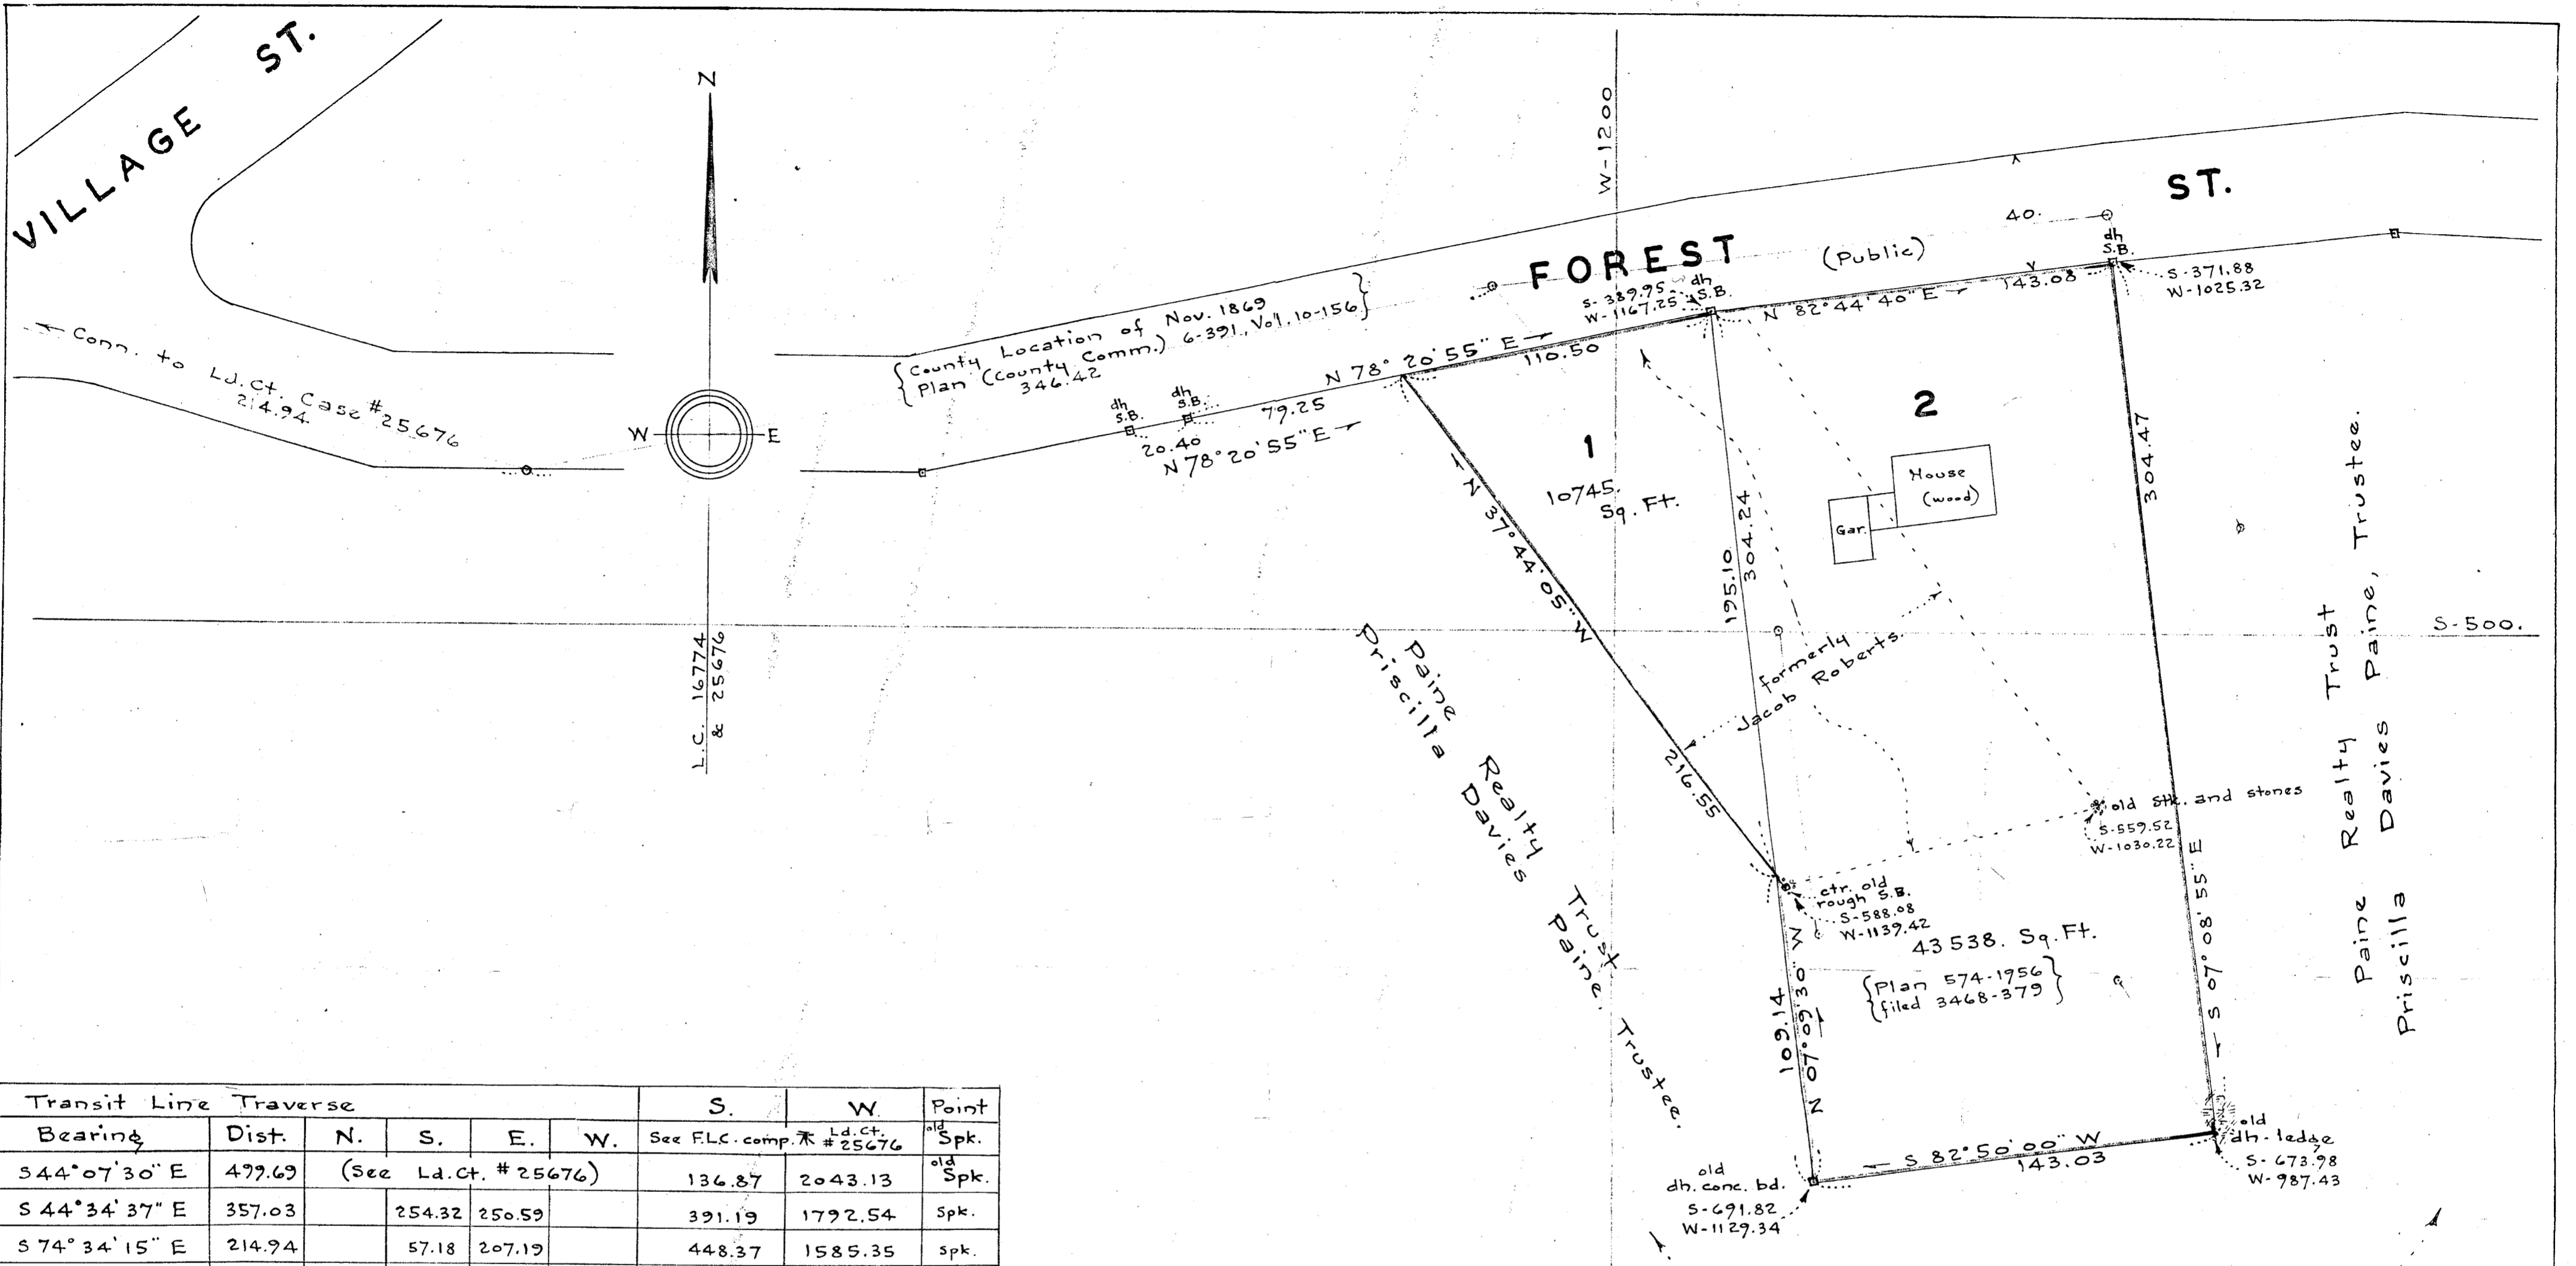 VILLAGE ST.
N
W
E
Conn. to Ld. Ct. Case #25676
214.94
L.C. 16774
& 25676
{County Location of Nov. 1869
Plan (County Comm.) 6-391, Vol. 10-156}
346.42
W-1200
FOREST ST.
(Public)
40.
dh
S.B.
S-371.88
W-1025.32
S-389.95
W-1167.25
dh
S.B.
N 82°44'40" E
143.08
N 78° 20' 55" E
110.50
dh
S.B.
dh
S.B.
79.25
20.40
N 78°20'55" E
1
10745.
Sq. Ft.
2
House
(wood)
Gar.
N 37°44'05" W
216.55
195.10
304.24
304.47
formerly
Jacob Roberts.
S-500.
Paine Realty Trust
Priscilla Davies Paine, Trustee.
Paine Realty Trust
Priscilla Davies Paine, Trustee.
old stk. and stones
S-559.52
W-1030.22
ctr. old
rough S.B.
S-588.08
W-1139.42
43538. Sq. Ft.
{Plan 574-1956
filed 3468-379}
S 07° 08' 55" E
109.14
N 07°09'30" W
S 82°50'00" W
143.03
old
dh-ledge
S-673.98
W-987.43
old
dh. conc. bd.
S-691.82
W-1129.34
Transit Line Traverse S. W. Point
Bearing Dist. N. S. E. W. See F.L.C. comp. Ld. Ct. #25676 old Spk.
S 44°07'30" E 499.69 (See Ld. Ct. #25676) 136.87 2043.13 old Spk.
S 44°34'37" E 357.03 254.32 250.59 391.19 1792.54 Spk.
S 74°34'15" E 214.94 57.18 207.19 448.37 1585.35 Spk.